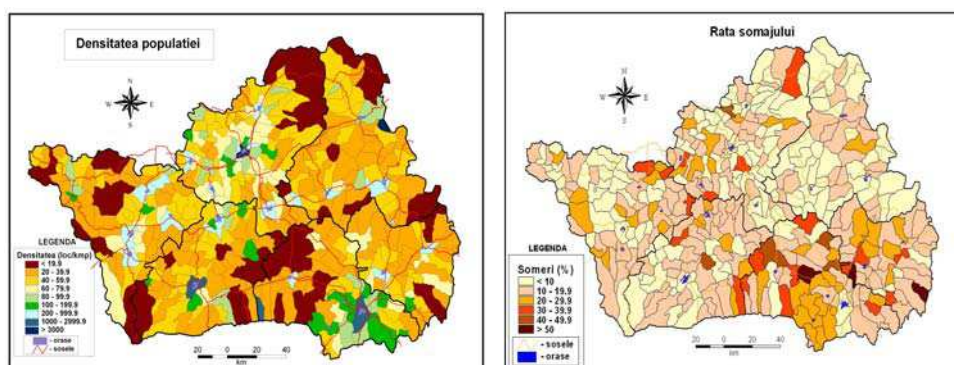 Densitatea populatiei
N
W E
S
LEGENDA
Densitatea (loc/kmp)
< 19.9
20 - 39.9
40 - 59.9
60 - 79.9
80 - 99.9
100 - 199.9
200 - 999.9
1000 - 2999.9
> 3000
- orase
- sosele
20 0 20 40
km
Rata somajului
W E
LEGENDA
Someri (%)
< 10
10 - 19.9
20 - 29.9
30 - 39.9
40 - 49.9
> 50
- sosele
- orase
20 0 20 40
km